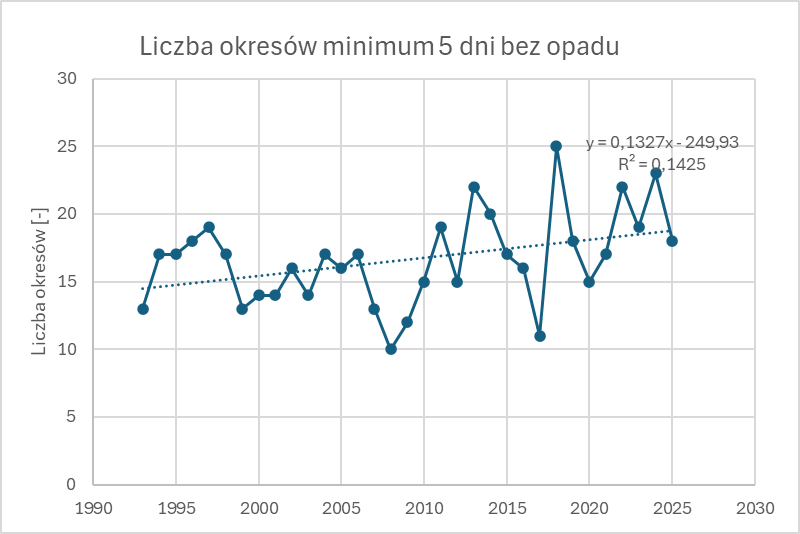 Liczba okresów minimum 5 dni bez opadu
30
25
20
15
10
5
0
Liczba okresów [-]
y = 0,1327x - 249,93
R² = 0,1425
1990 1995 2000 2005 2010 2015 2020 2025 2030